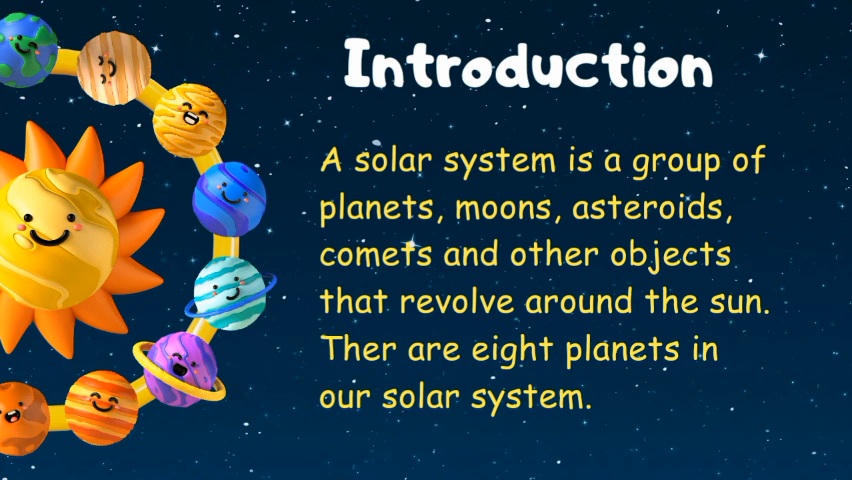 Introduction
A solar system is a group of
planets, moons, asteroids,
comets and other objects
that revolve around the sun.
Ther are eight planets in
our solar system.